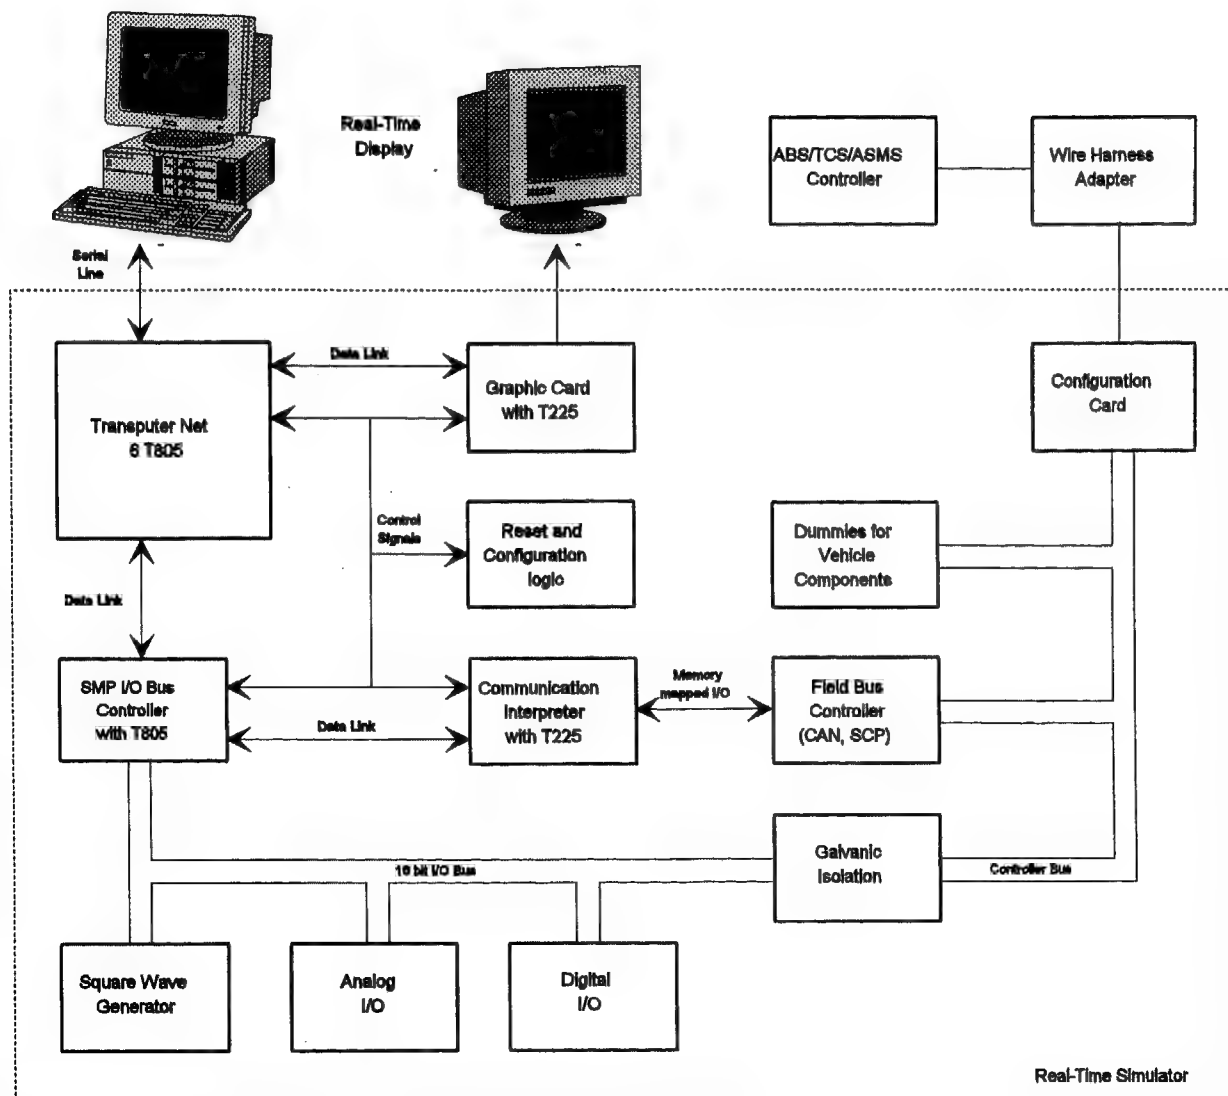 Real-Time
Display
ABS/TCS/ASMS
Controller
Wire Harness
Adapter
Serial
Line
Data Link
Transputer Net
6 T805
Graphic Card
with T225
Configuration
Card
Control
Signals
Reset and
Configuration
logic
Dummies for
Vehicle
Components
Data Link
SMP I/O Bus
Controller
with T805
Communication
Interpreter
with T225
Memory
mapped I/O
Field Bus
Controller
(CAN, SCP)
Data Link
Galvanic
Isolation
16 bit I/O Bus
Controller Bus
Square Wave
Generator
Analog
I/O
Digital
I/O
Real-Time Simulator